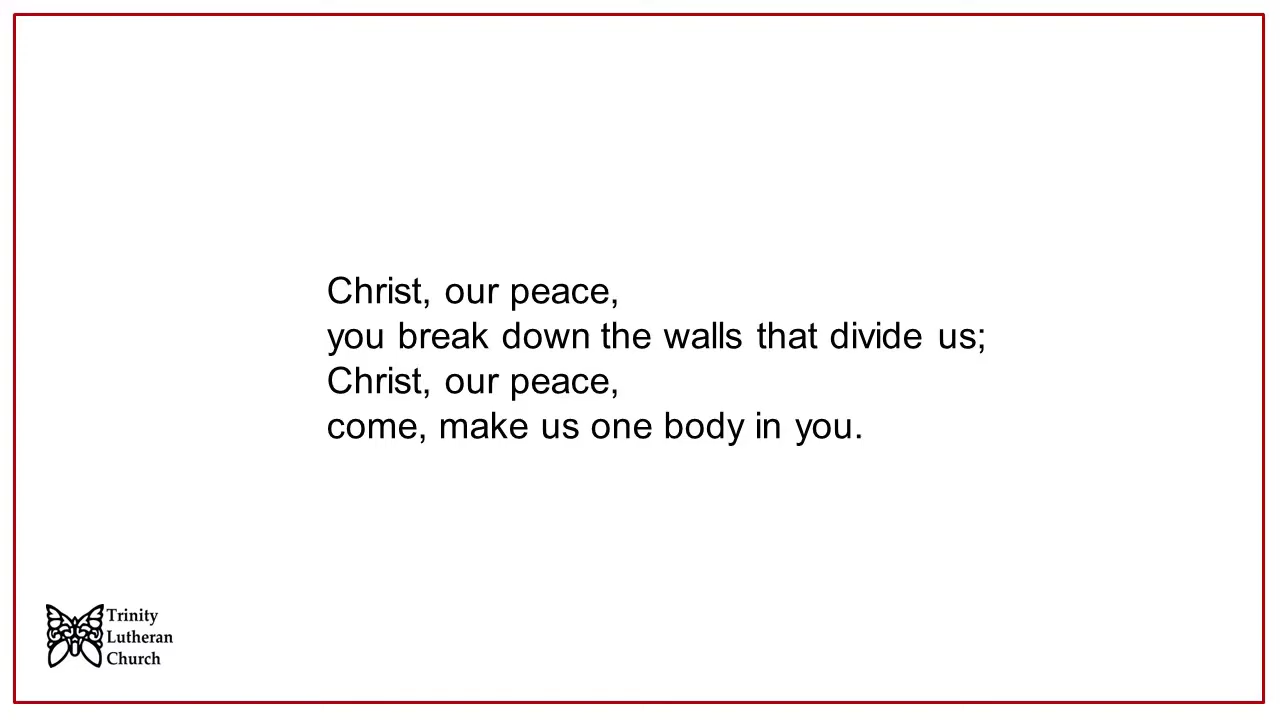 Christ, our peace,
you break down the walls that divide us;
Christ, our peace,
come, make us one body in you.
Trinity
Lutheran
Church